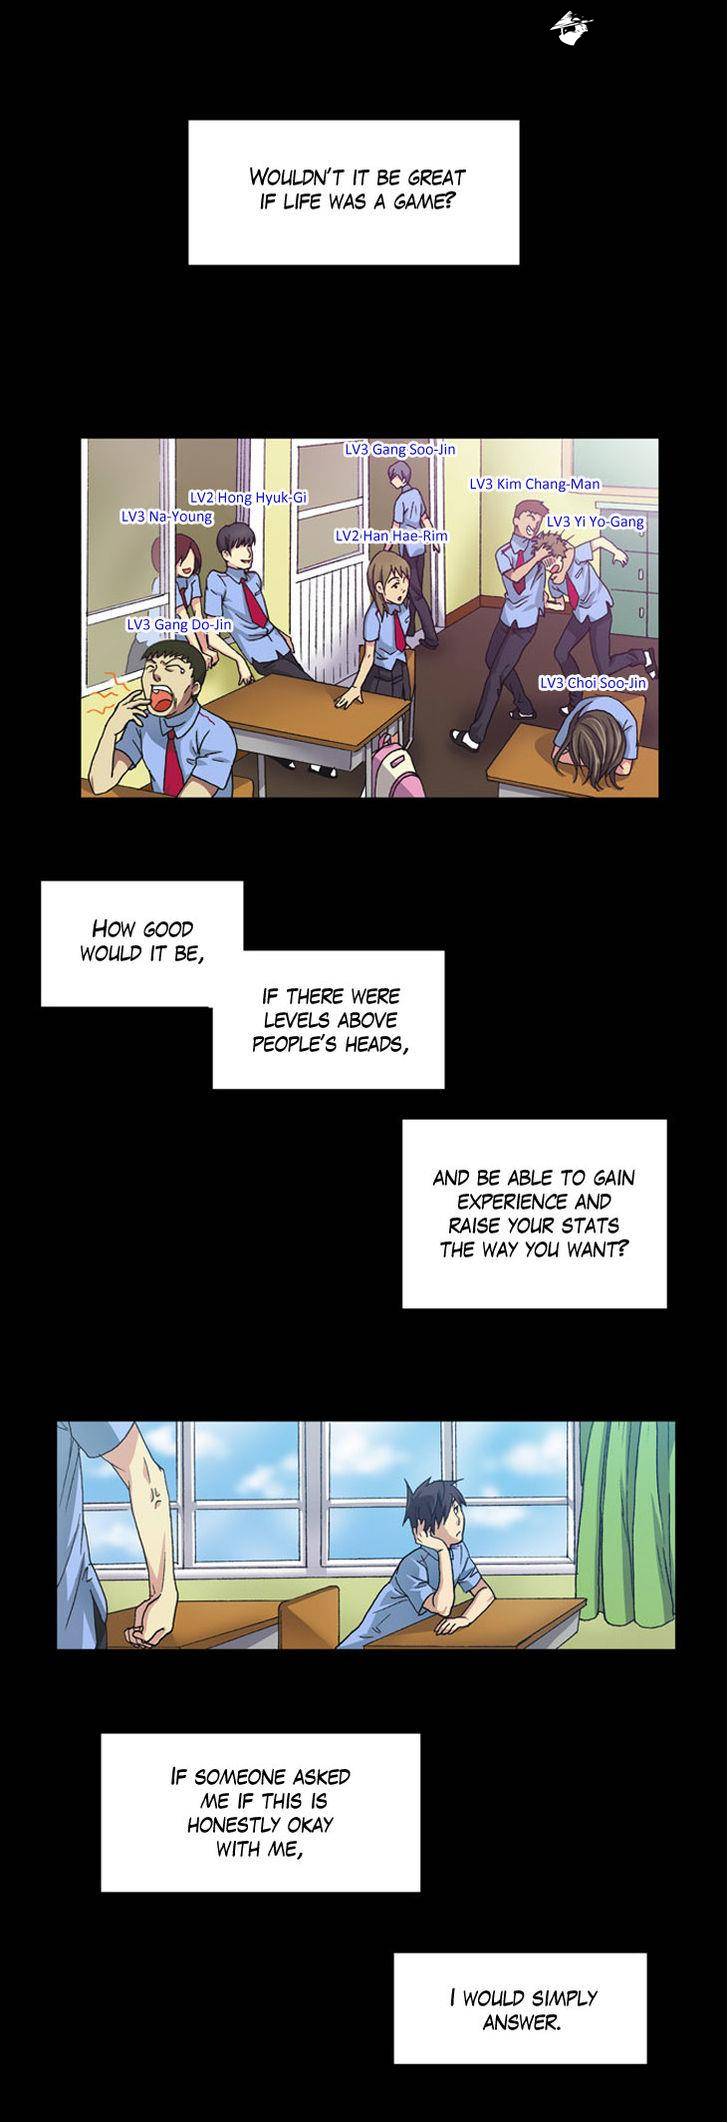 WOULDN'T IT BE GREAT
IF LIFE WAS A GAME?
LV3 Gang Soo-Jin
LV3 Kim Chang-Man
LV2 Hong Hyuk-Gi
LV3 Na-Young
LV3 Yi Yo-Gang
LV2 Han Hae-Rim
LV3 Gang Do-Jin
LV3 Choi Soo-Jin
HOW GOOD
WOULD IT BE,
IF THERE WERE
LEVELS ABOVE
PEOPLE'S HEADS,
AND BE ABLE TO GAIN
EXPERIENCE AND
RAISE YOUR STATS
THE WAY YOU WANT?
IF SOMEONE ASKED
ME IF THIS IS
HONESTLY OKAY
WITH ME,
I WOULD SIMPLY
ANSWER.